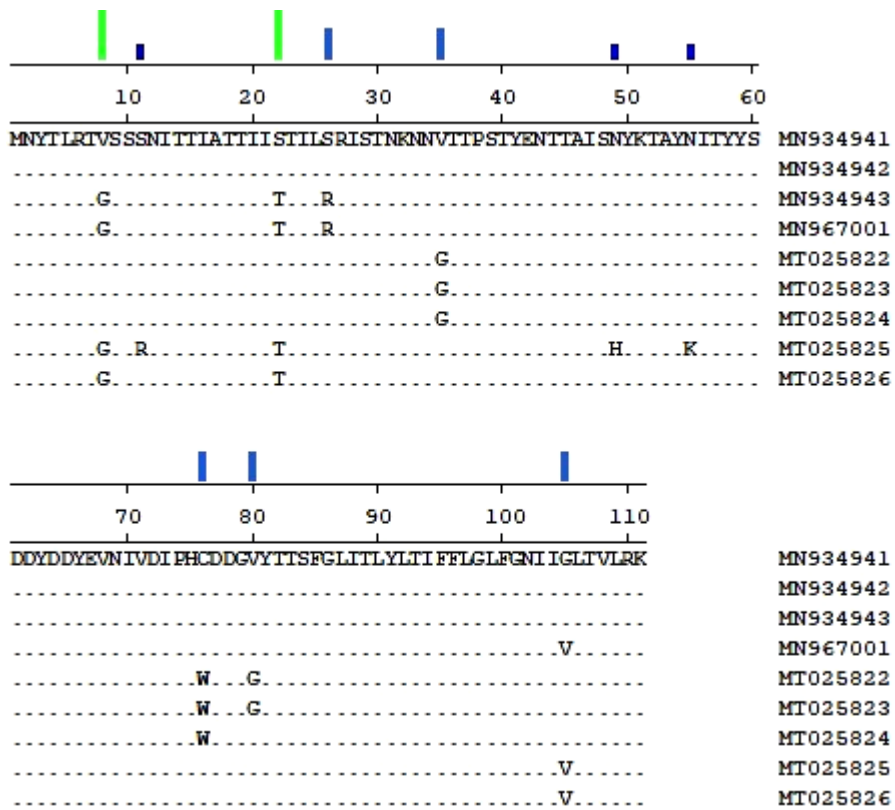 10 20 30 40 50 60
MNYTLRTVSSSNITTIATTIISTILSRISTNKNNVTTPSTYENTTAISNYKTAYNITYYS MN934941
............................................................ MN934942
.......G.............T...R.................................. MN934943
.......G.............T...R.................................. MN967001
..................................G......................... MT025822
..................................G......................... MT025823
..................................G......................... MT025824
.......G..R..........T..........................H.....K..... MT025825
.......G.............T...................................... MT025826
70 80 90 100 110
DDYDDYEVNIVDIPHCDDGVYTTSFGLITLYLTIFFLGLFGNIIGLTVLRK MN934941
................................................... MN934942
................................................... MN934943
............................................V...... MN967001
...............W...G............................... MT025822
...............W...G............................... MT025823
...............W................................... MT025824
............................................V...... MT025825
............................................V...... MT025826